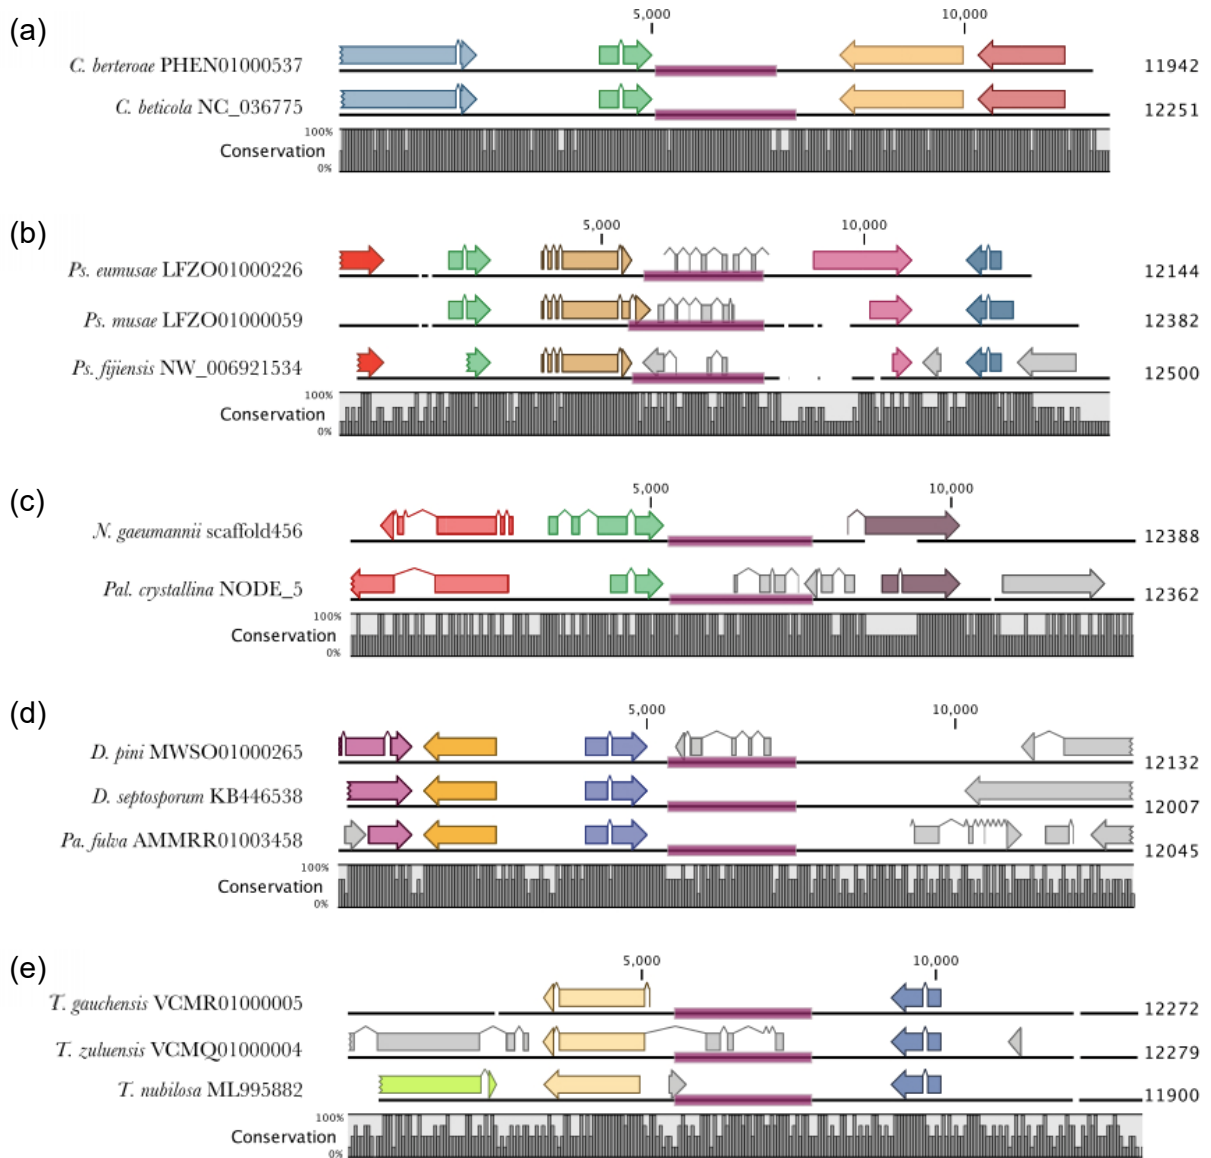 (a)
5,000 10,000
C. berteroae PHEN01000537 11942
C. beticola NC_036775 12251
100%
Conservation
0%
(b)
5,000 10,000
Ps. eumusae LFZO01000226 12144
Ps. musae LFZO01000059 12382
Ps. fijiensis NW_006921534 12500
100%
Conservation
0%
(c)
5,000 10,000
N. gaeumannii scaffold456 12388
Pal. crystallina NODE_5 12362
100%
Conservation
0%
(d)
5,000 10,000
D. pini MWSO01000265 12132
D. septosporum KB446538 12007
Pa. fulva AMMRR01003458 12045
100%
Conservation
0%
(e)
5,000 10,000
T. gauchensis VCMR01000005 12272
T. zuluensis VCMQ01000004 12279
T. nubilosa ML995882 11900
100%
Conservation
0%